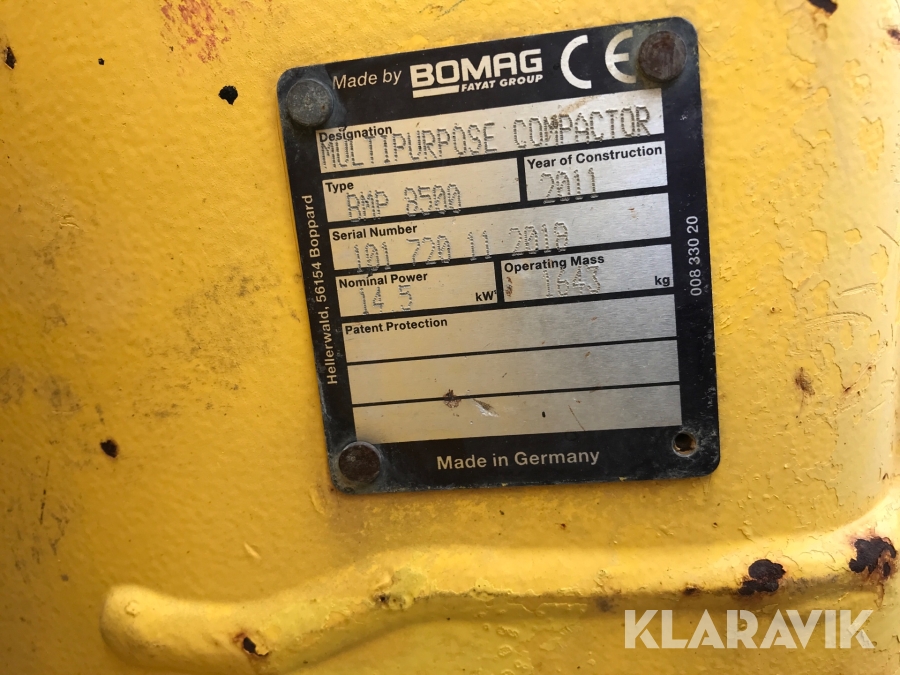 Made by BOMAG
FAYAT GROUP
CE
Designation
MULTIPURPOSE COMPACTOR
Type
BMP 8500
Year of Construction
2011
Serial Number
101 720 11 2018
Nominal Power
14.5 kW
Operating Mass
1643 kg
Patent Protection
Made in Germany
Hellerwald, 56154 Boppard
008 330 20
KLARAVIK